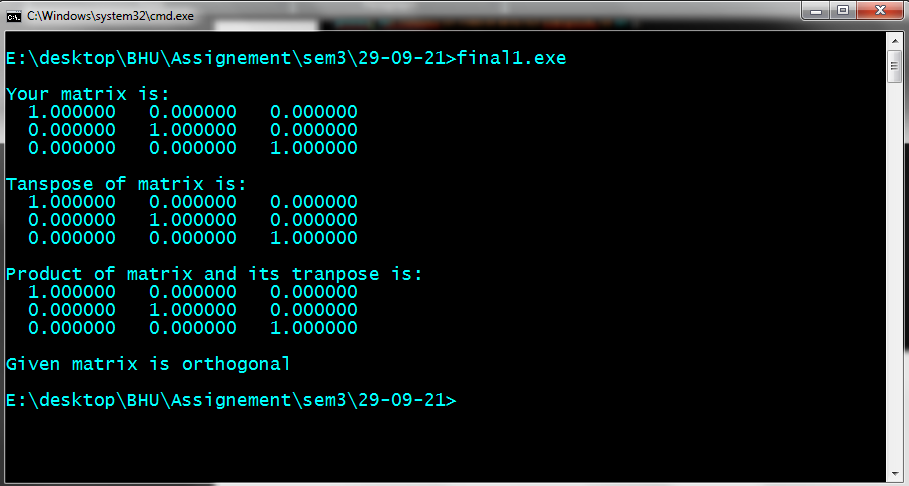 C:\Windows\system32\cmd.exe
E:\desktop\BHU\Assignement\sem3\29-09-21>final1.exe
Your matrix is:
1.000000 0.000000 0.000000
0.000000 1.000000 0.000000
0.000000 0.000000 1.000000
Tanspose of matrix is:
1.000000 0.000000 0.000000
0.000000 1.000000 0.000000
0.000000 0.000000 1.000000
Product of matrix and its tranpose is:
1.000000 0.000000 0.000000
0.000000 1.000000 0.000000
0.000000 0.000000 1.000000
Given matrix is orthogonal
E:\desktop\BHU\Assignement\sem3\29-09-21>